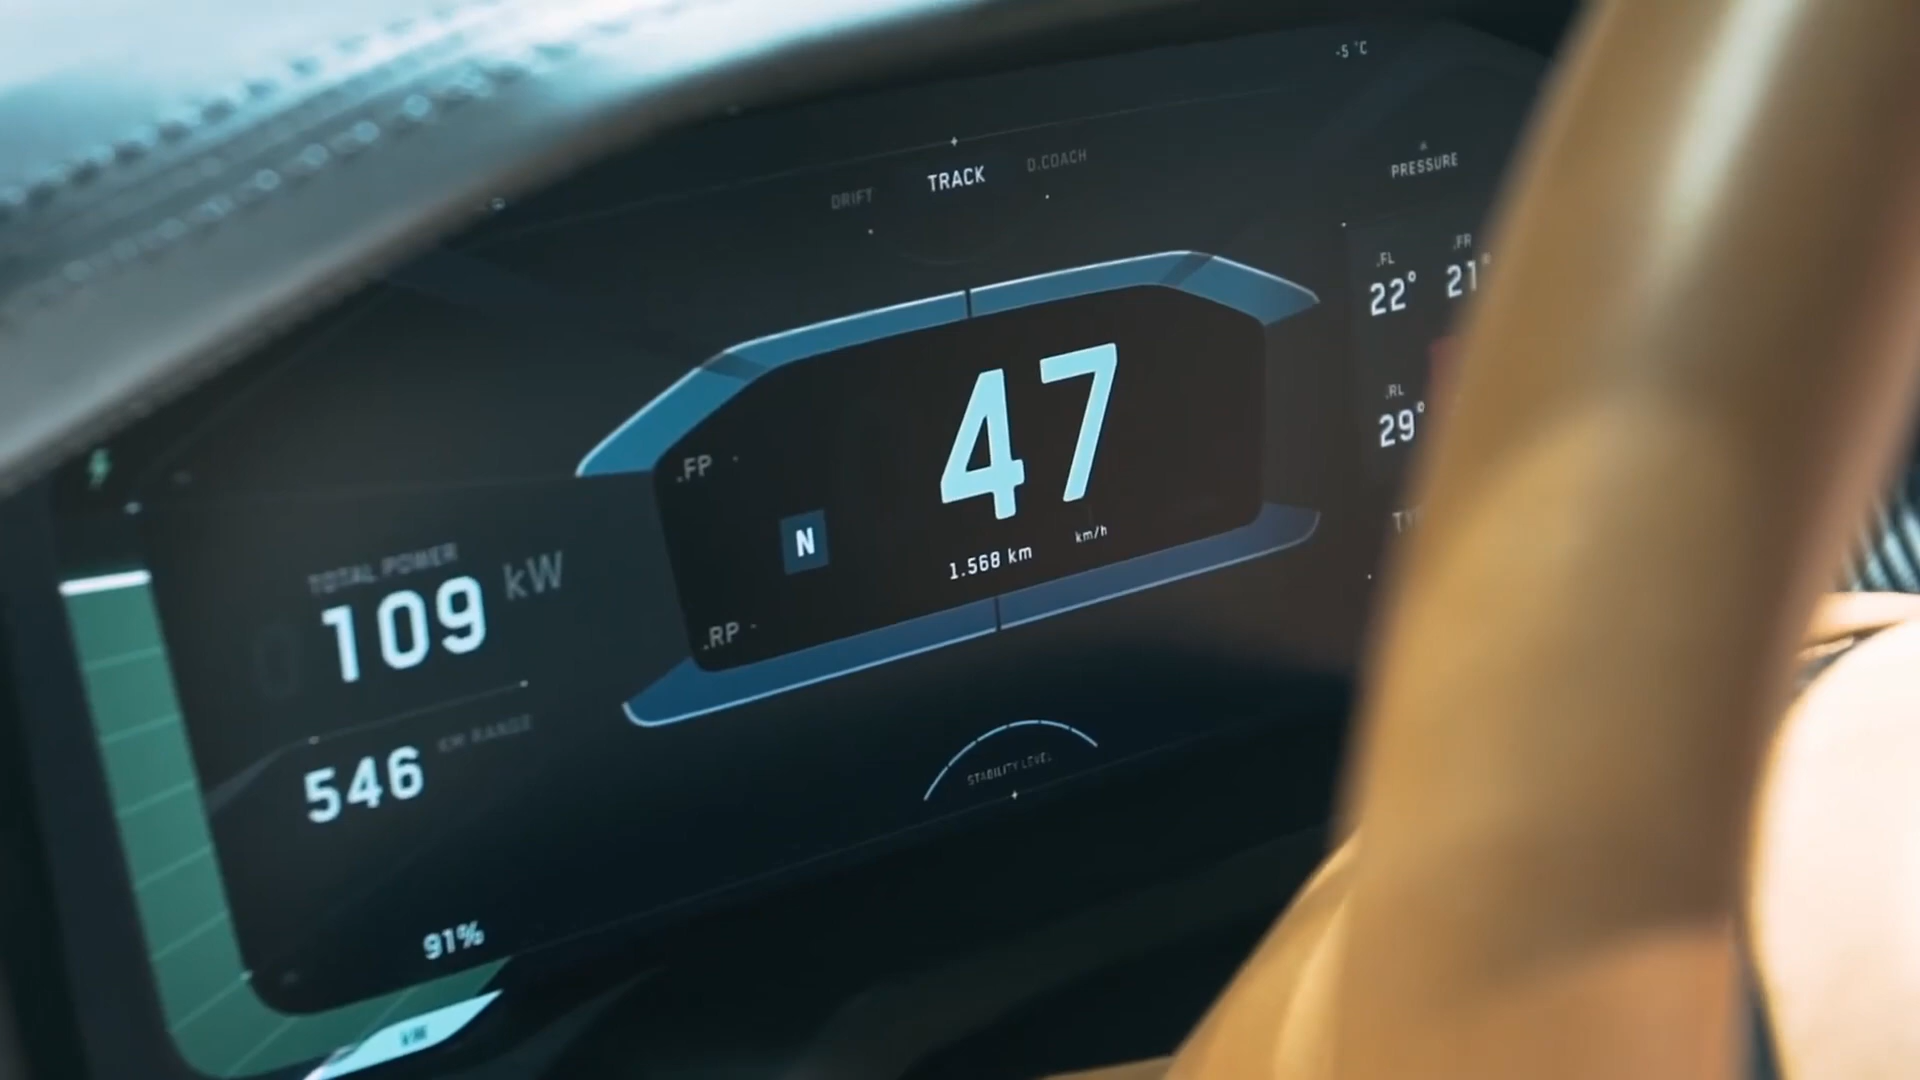 -5 °C
DRIFT TRACK D.COACH
PRESSURE
.FL .FR
22° 21°
.RL
29°
47
.FP
N
1.568 km km/h
.RP
TOTAL POWER
109 kW
546 KM RANGE
STABILITY LEVEL
91%